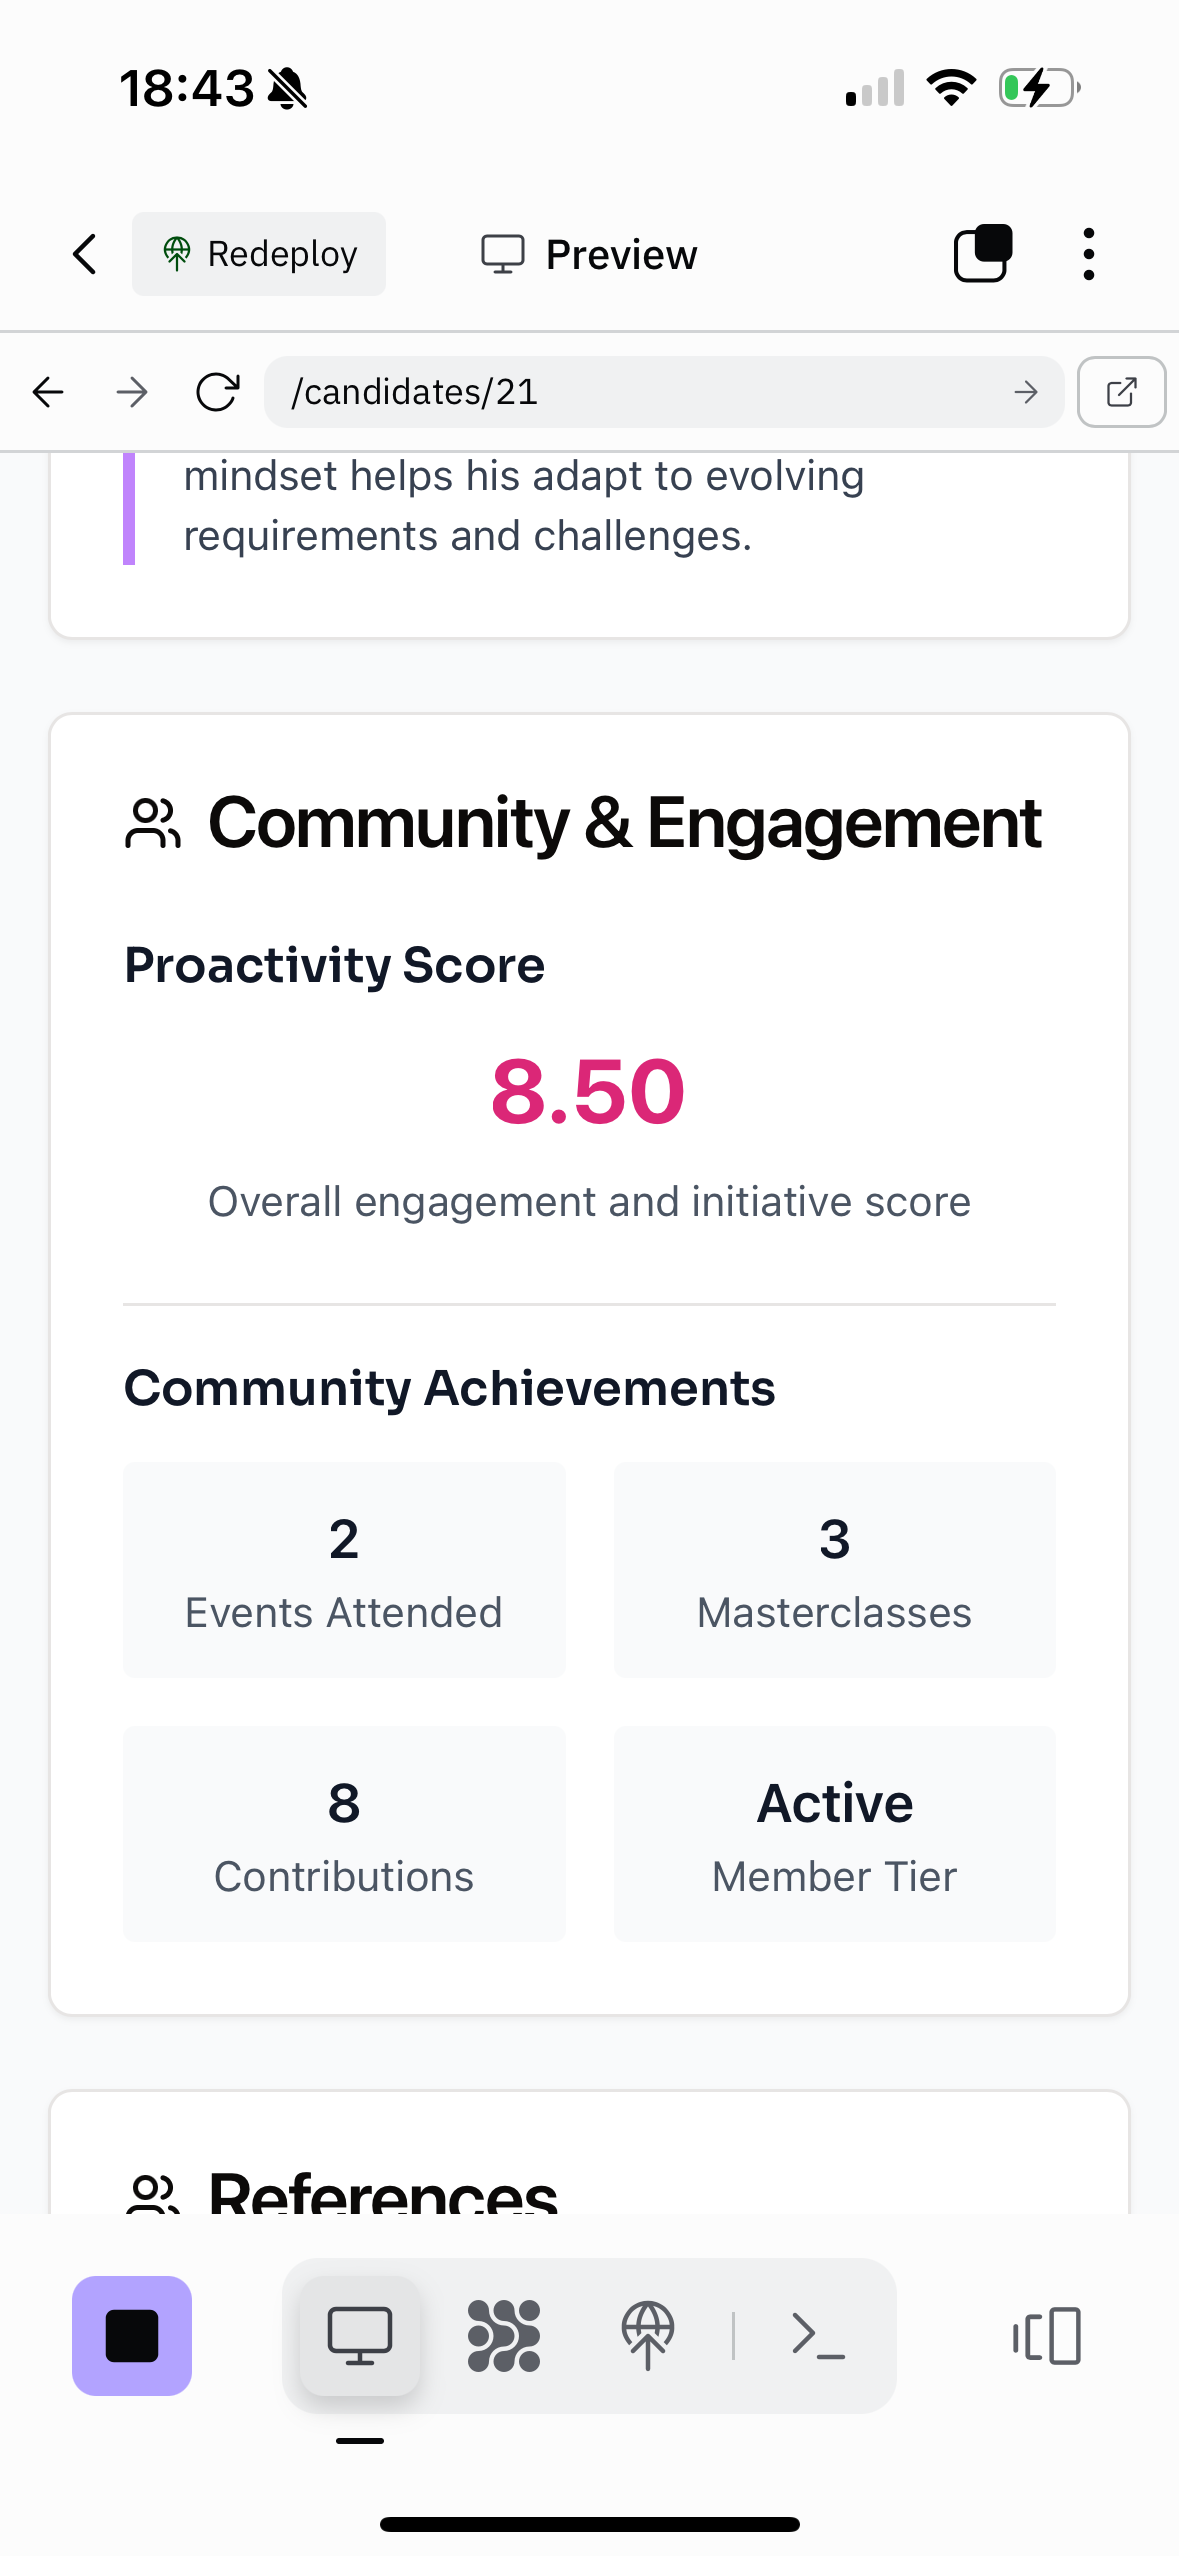 18:43
Redeploy
Preview
/candidates/21
mindset helps his adapt to evolving
requirements and challenges.
Community & Engagement
Proactivity Score
8.50
Overall engagement and initiative score
Community Achievements
2
Events Attended
3
Masterclasses
8
Contributions
Active
Member Tier
References